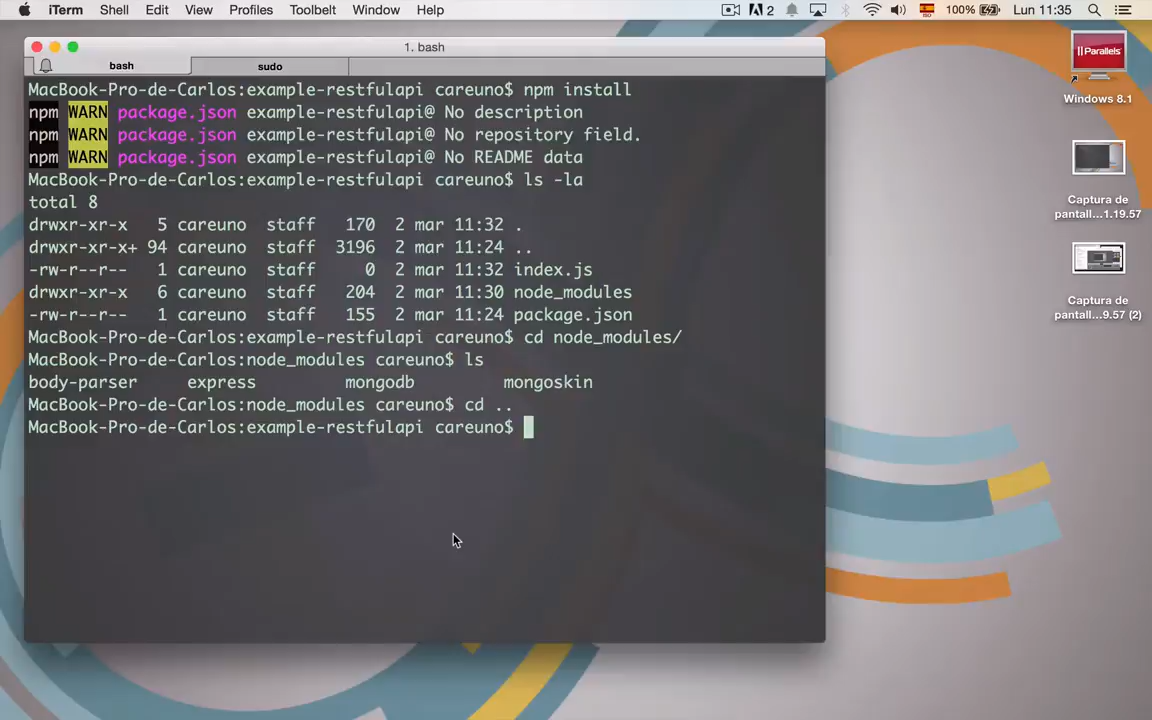 iTerm Shell Edit View Profiles Toolbelt Window Help 2 ISO 100% Lun 11:35
1. bash
bash sudo
MacBook-Pro-de-Carlos:example-restfulapi careuno$ npm install
npm WARN package.json example-restfulapi@ No description
npm WARN package.json example-restfulapi@ No repository field.
npm WARN package.json example-restfulapi@ No README data
MacBook-Pro-de-Carlos:example-restfulapi careuno$ ls -la
total 8
drwxr-xr-x   5 careuno  staff   170  2 mar 11:32 .
drwxr-xr-x+ 94 careuno  staff  3196  2 mar 11:24 ..
-rw-r--r--   1 careuno  staff     0  2 mar 11:32 index.js
drwxr-xr-x   6 careuno  staff   204  2 mar 11:30 node_modules
-rw-r--r--   1 careuno  staff   155  2 mar 11:24 package.json
MacBook-Pro-de-Carlos:example-restfulapi careuno$ cd node_modules/
MacBook-Pro-de-Carlos:node_modules careuno$ ls
body-parser     express         mongodb         mongoskin
MacBook-Pro-de-Carlos:node_modules careuno$ cd ..
MacBook-Pro-de-Carlos:example-restfulapi careuno$
Parallels
Windows 8.1
Captura de
pantall...1.19.57
Captura de
pantall...9.57 (2)